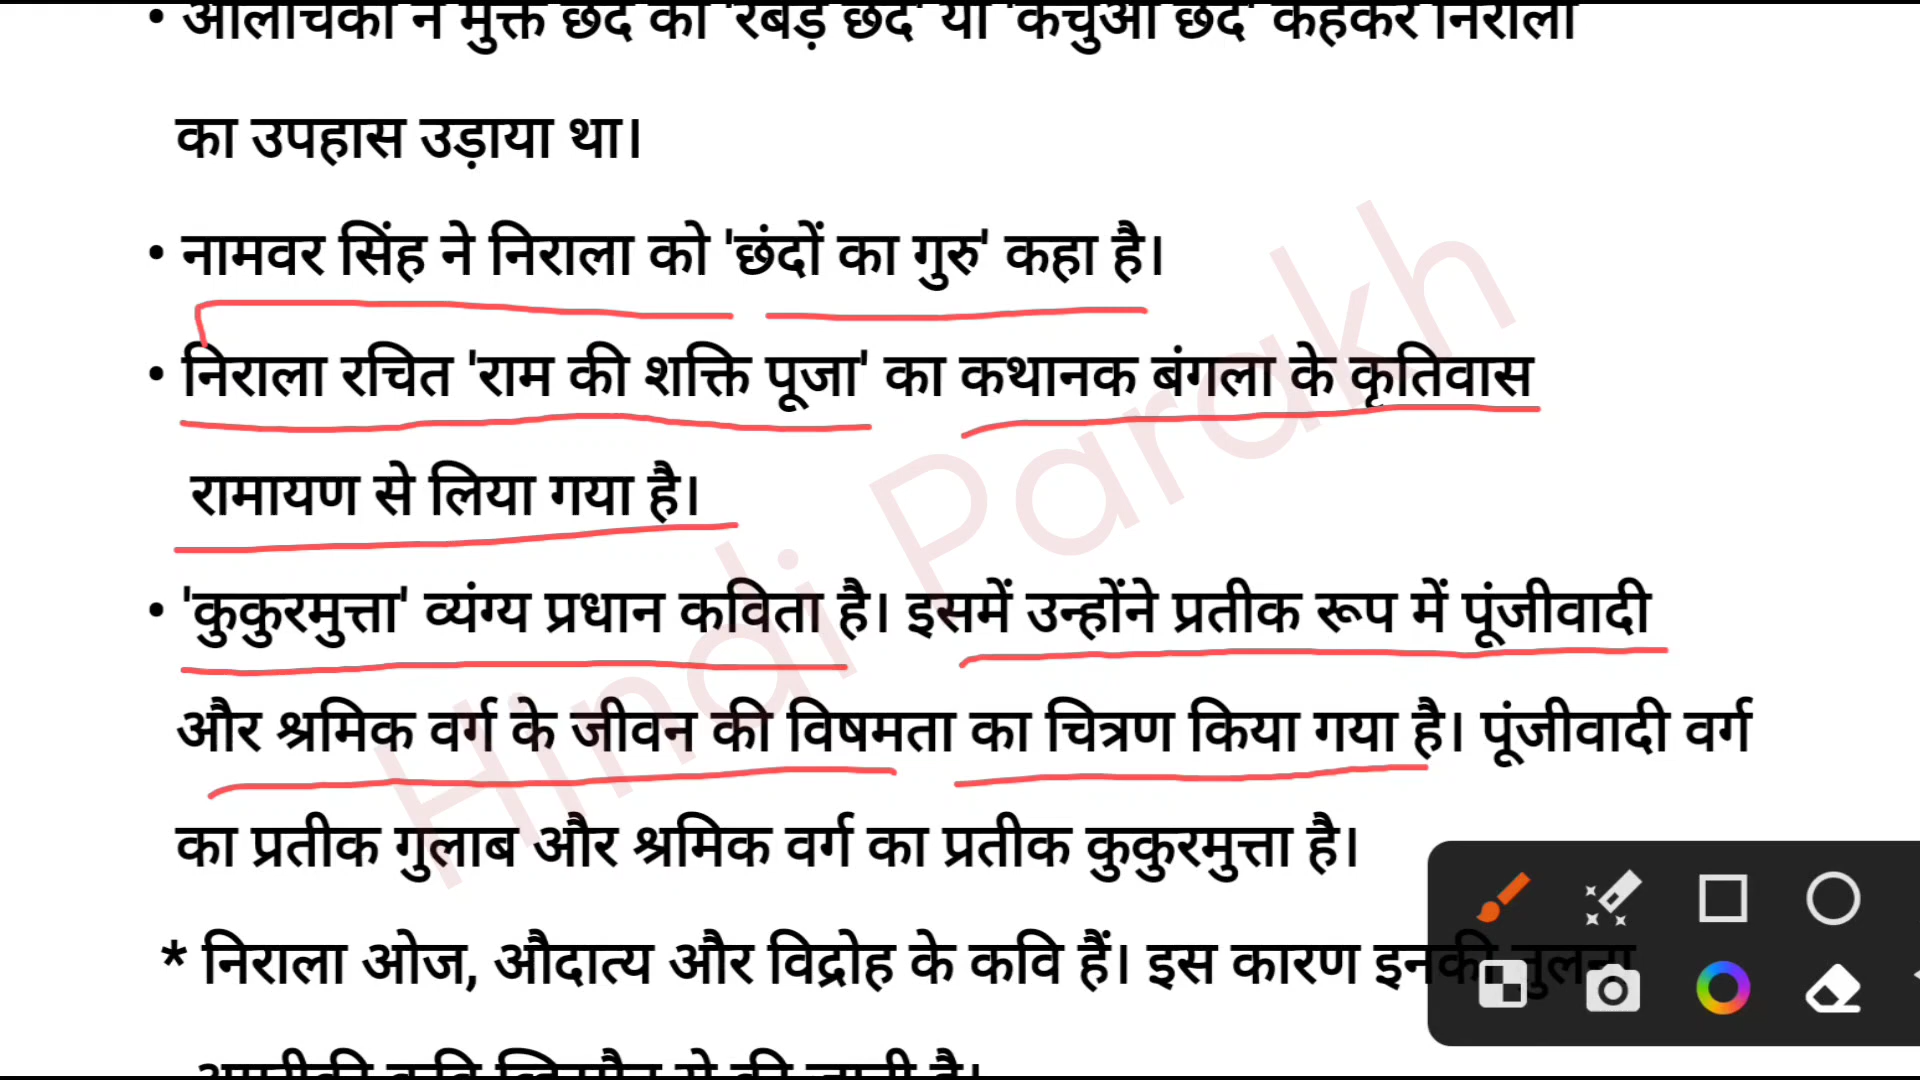 आलोचकों ने मुक्त छंद को 'रबड़ छंद' या 'केंचुआ छंद' कहकर निराला
का उपहास उड़ाया था।
• नामवर सिंह ने निराला को 'छंदों का गुरु' कहा है।
• निराला रचित 'राम की शक्ति पूजा' का कथानक बंगला के कृतिवास
रामायण से लिया गया है।
• 'कुकुरमुत्ता' व्यंग्य प्रधान कविता है। इसमें उन्होंने प्रतीक रूप में पूंजीवादी
और श्रमिक वर्ग के जीवन की विषमता का चित्रण किया गया है। पूंजीवादी वर्ग
का प्रतीक गुलाब और श्रमिक वर्ग का प्रतीक कुकुरमुत्ता है।
* निराला ओज, औदात्य और विद्रोह के कवि हैं। इस कारण इनकी तुलना
से की जाती है।
Hindi Parakh